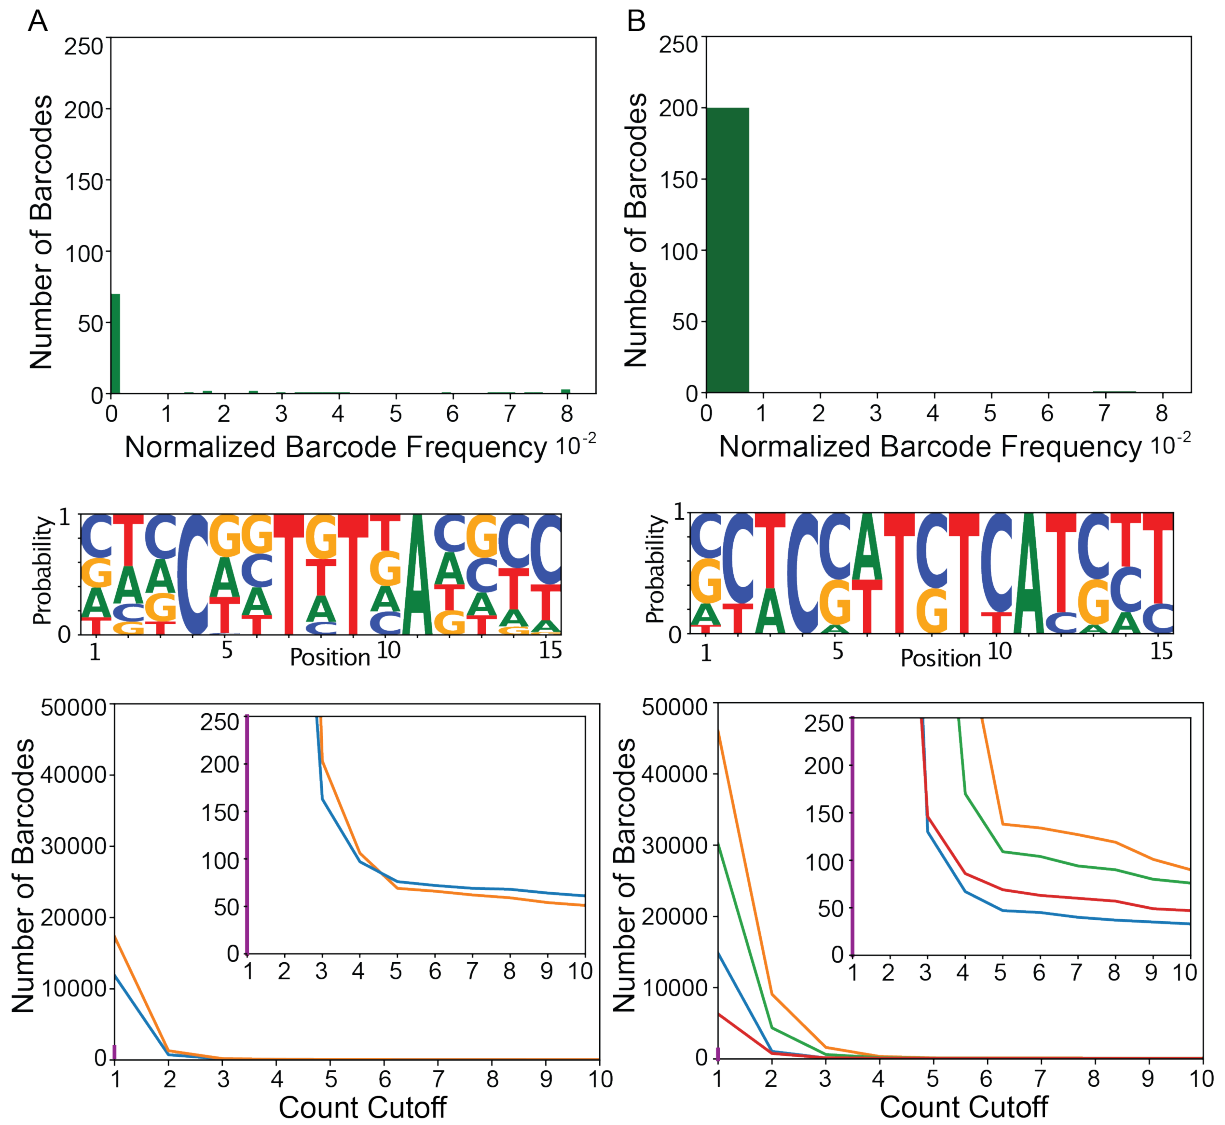 A
250
200
150
100
50
0
Number of Barcodes
0 1 2 3 4 5 6 7 8
Normalized Barcode Frequency 10-2
B
250
200
150
100
50
0
Number of Barcodes
0 1 2 3 4 5 6 7 8
Normalized Barcode Frequency 10-2
1
0
Probability
C T C C G G T G T T A C G C C
G A A A C T G A C T T
A C G T A A A T A A A
T G T T C C G T G
1 5 10 15
Position
1
0
Probability
C C T C C A T C T C A T C T T
G T A G T G T C G C C
A A A A
T
1 5 10 15
Position
50000
40000
30000
20000
10000
0
Number of Barcodes
250
200
150
100
50
0
1 2 3 4 5 6 7 8 9 10
1 2 3 4 5 6 7 8 9 10
Count Cutoff
50000
40000
30000
20000
10000
0
Number of Barcodes
250
200
150
100
50
0
1 2 3 4 5 6 7 8 9 10
1 2 3 4 5 6 7 8 9 10
Count Cutoff